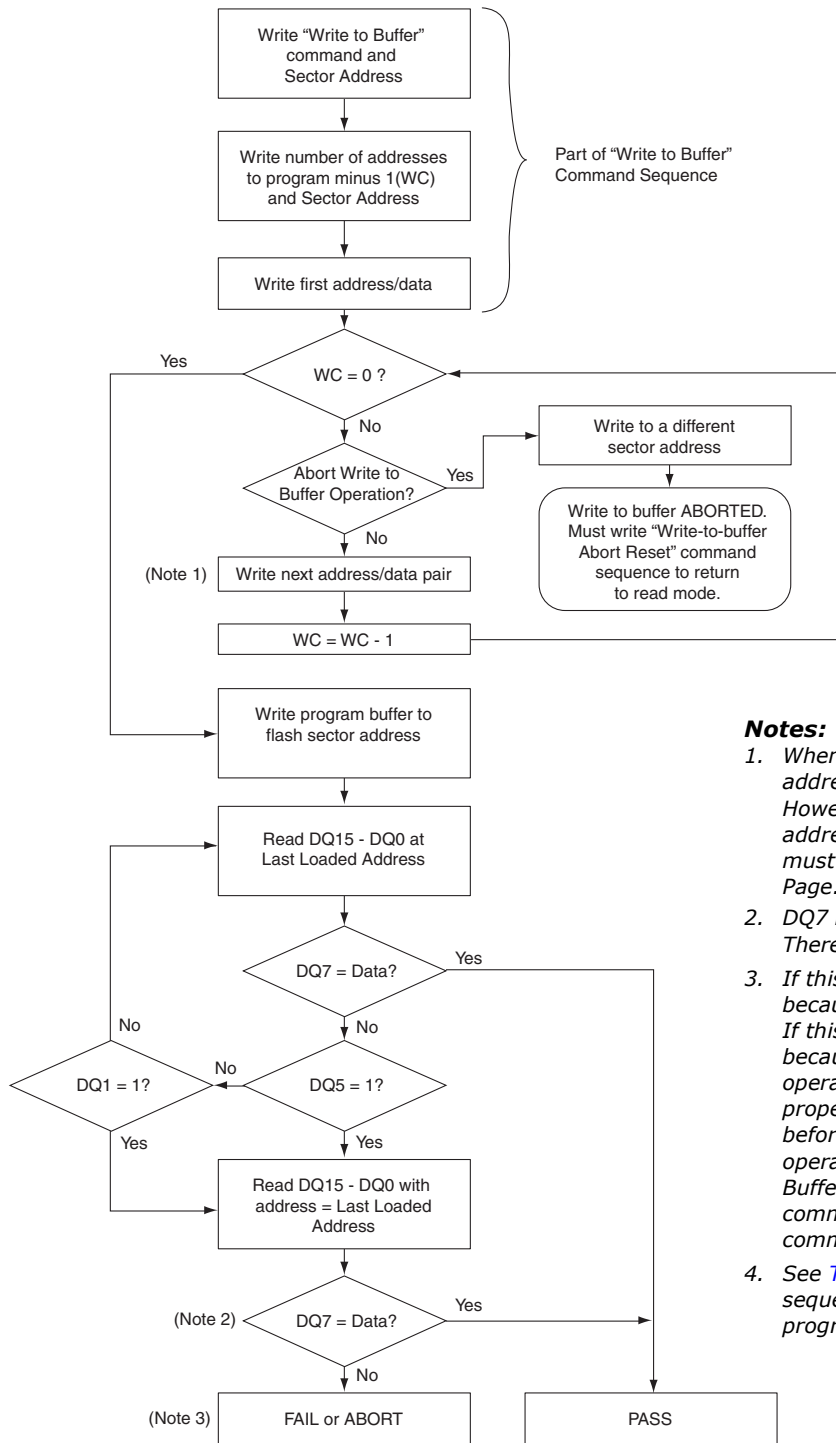 Write “Write to Buffer”
command and
Sector Address
Write number of addresses
to program minus 1(WC)
and Sector Address
Part of “Write to Buffer”
Command Sequence
Write first address/data
Yes
WC = 0 ?
No
Abort Write to
Buffer Operation?
Yes
Write to a different
sector address
No
Write to buffer ABORTED.
Must write “Write-to-buffer
Abort Reset” command
sequence to return
to read mode.
(Note 1)
Write next address/data pair
WC = WC - 1
Write program buffer to
flash sector address
Read DQ15 - DQ0 at
Last Loaded Address
DQ7 = Data?
Yes
No
No
DQ1 = 1?
No
DQ5 = 1?
Yes
Yes
Read DQ15 - DQ0 with
address = Last Loaded
Address
(Note 2)
DQ7 = Data?
Yes
No
(Note 3)
FAIL or ABORT
PASS
Notes:
1. When
addre
Howe
addre
must
Page.
2. DQ7
There
3. If this
becau
If this
becau
opera
prope
befor
opera
Buffe
comm
comm
4. See T
seque
progr